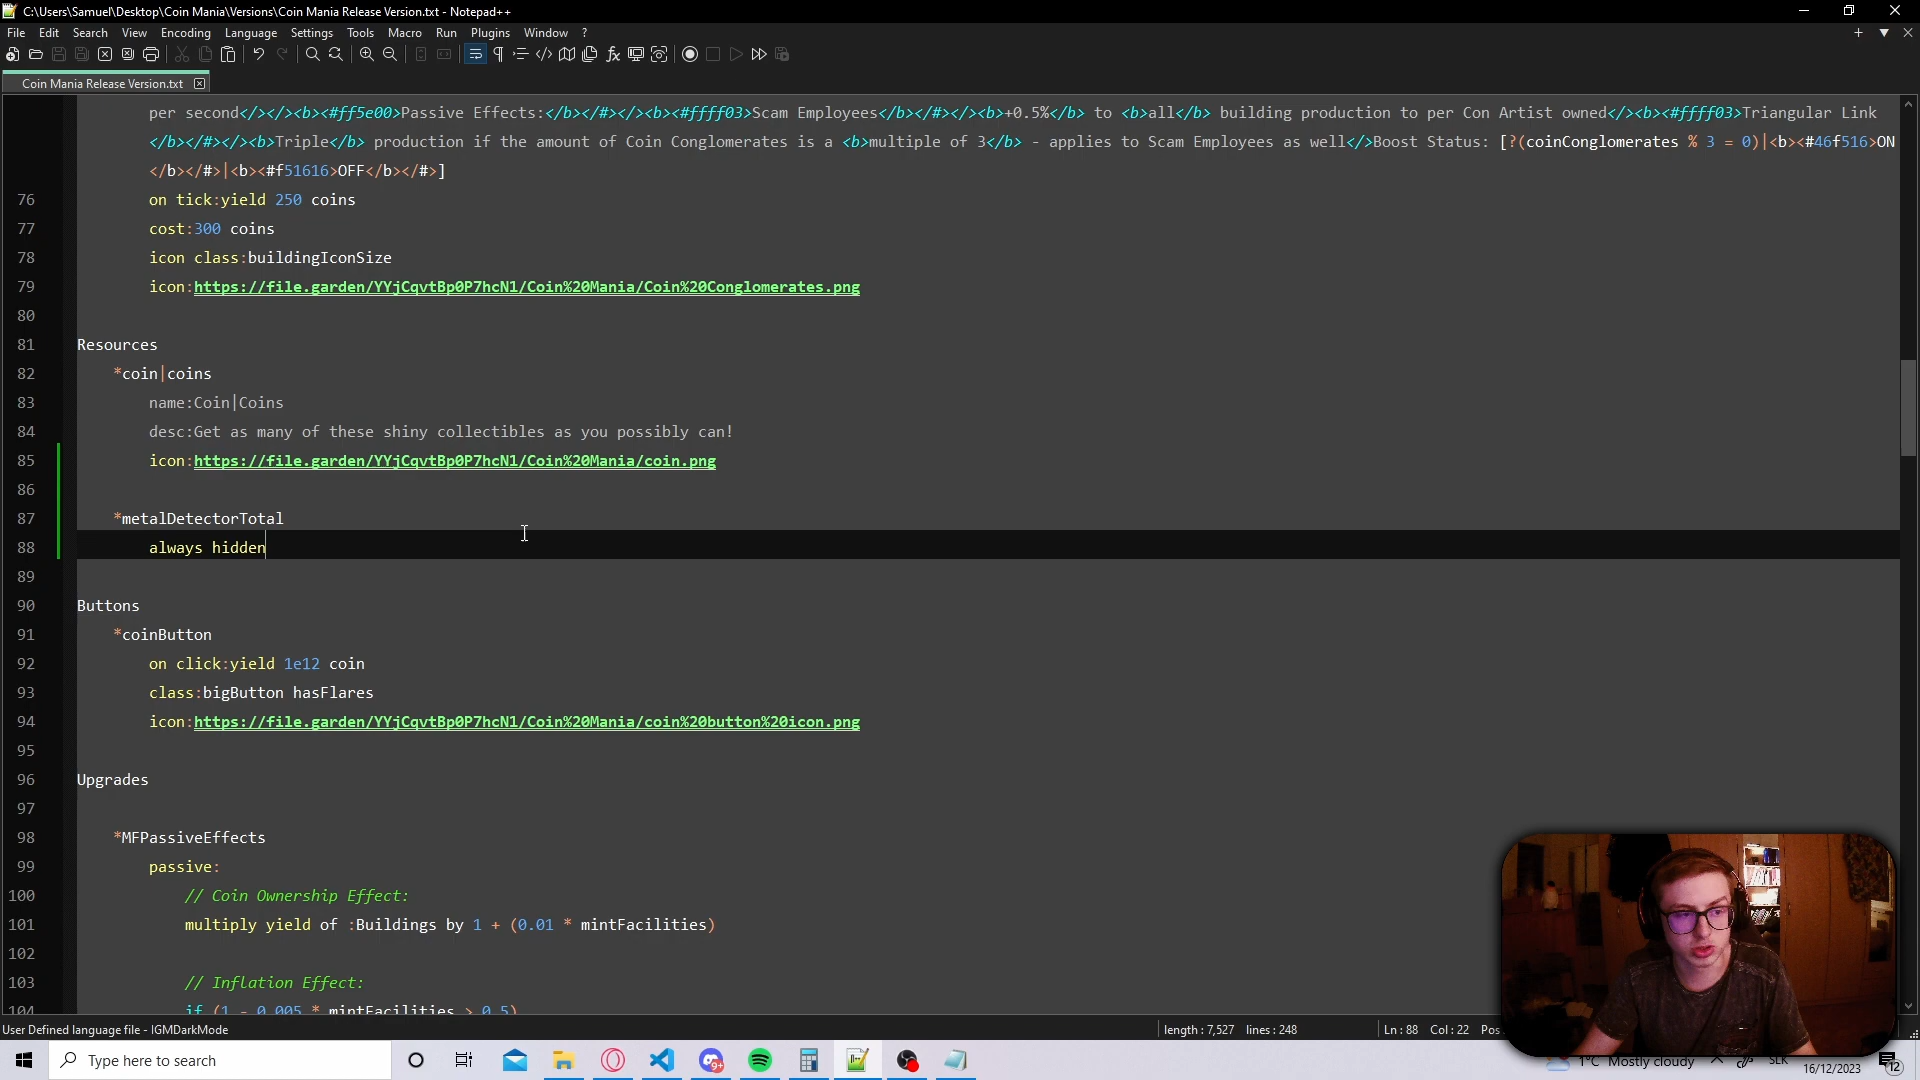 C:\Users\Samuel\Desktop\Coin Mania\Versions\Coin Mania Release Version.txt - Notepad++
File Edit Search View Encoding Language Settings Tools Macro Run Plugins Window ?
Coin Mania Release Version.txt
per second</></><b><#ff5e00>Passive Effects:</b></#></><b><#ffff03>Scam Employees</b></#></><b>+0.5%</b> to <b>all</b> building production to per Con Artist owned</><b><#ffff03>Triangular Link
</b></#></><b>Triple</b> production if the amount of Coin Conglomerates is a <b>multiple of 3</b> - applies to Scam Employees as well</>Boost Status: [?(coinConglomerates % 3 = 0)|<b><#46f516>ON
</b></#>|<b><#f51616>OFF</b></#>]
76 on tick:yield 250 coins
77 cost:300 coins
78 icon class:buildingIconSize
79 icon:https://file.garden/YYjCqvtBp0P7hcN1/Coin%20Mania/Coin%20Conglomerates.png
80
81 Resources
82 *coin|coins
83 name:Coin|Coins
84 desc:Get as many of these shiny collectibles as you possibly can!
85 icon:https://file.garden/YYjCqvtBp0P7hcN1/Coin%20Mania/coin.png
86
87 *metalDetectorTotal
88 always hidden
89
90 Buttons
91 *coinButton
92 on click:yield 1e12 coin
93 class:bigButton hasFlares
94 icon:https://file.garden/YYjCqvtBp0P7hcN1/Coin%20Mania/coin%20button%20icon.png
95
96 Upgrades
97
98 *MFPassiveEffects
99 passive:
100 // Coin Ownership Effect:
101 multiply yield of :Buildings by 1 + (0.01 * mintFacilities)
102
103 // Inflation Effect:
104 if (1 - 0.005 * mintFacilities > 0.5)
User Defined language file - IGMDarkMode
length : 7,527 lines : 248
Ln : 88 Col : 22 Pos
Type here to search
1°C Mostly cloudy
SLK
16/12/2023
12